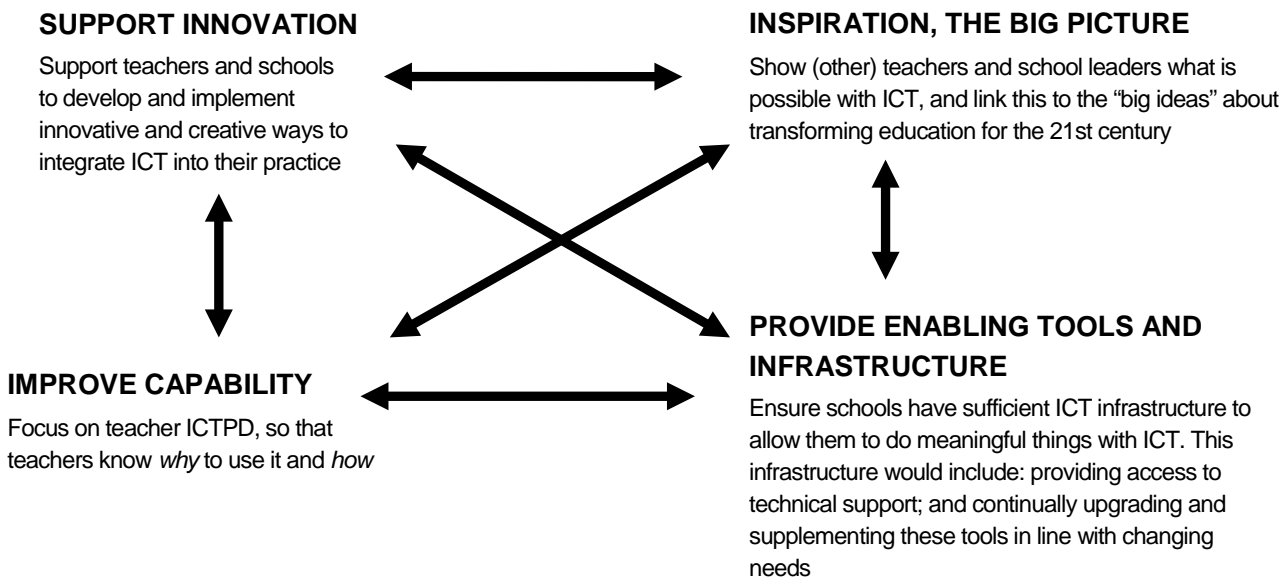 SUPPORT INNOVATION
Support teachers and schools
to develop and implement
innovative and creative ways to
integrate ICT into their practice
INSPIRATION, THE BIG PICTURE
Show (other) teachers and school leaders what is
possible with ICT, and link this to the “big ideas” about
transforming education for the 21st century
IMPROVE CAPABILITY
Focus on teacher ICTPD, so that
teachers know why to use it and how
PROVIDE ENABLING TOOLS AND
INFRASTRUCTURE
Ensure schools have sufficient ICT infrastructure to
allow them to do meaningful things with ICT. This
infrastructure would include: providing access to
technical support; and continually upgrading and
supplementing these tools in line with changing
needs